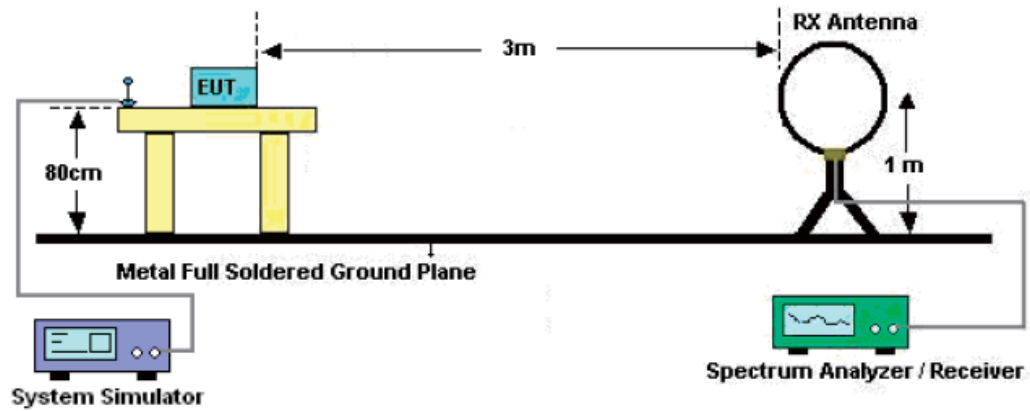 RX Antenna
3m
EUT
80cm
1 m
Metal Full Soldered Ground Plane
System Simulator
Spectrum Analyzer / Receiver